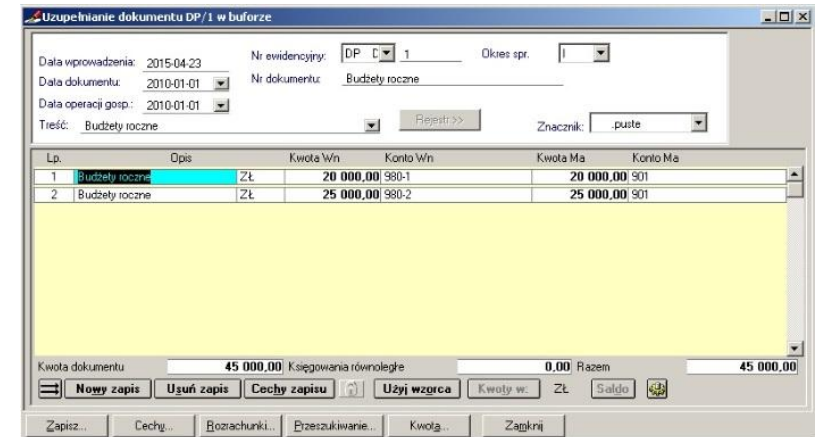 Uzupełnianie dokumentu DP/1 w buforze
Data wprowadzenia: 2015-04-23 Nr ewidencyjny: DP D 1 Okres spr. I
Data dokumentu: 2010-01-01 Nr dokumentu: Budżety roczne
Data operacji gosp.: 2010-01-01
Treść: Budżety roczne Rejestr >> Znacznik: .puste
Lp. Opis Kwota Wn Konto Wn Kwota Ma Konto Ma
1 Budżety roczne ZŁ 20 000,00 980-1 20 000,00 901
2 Budżety roczne ZŁ 25 000,00 980-2 25 000,00 901
Kwota dokumentu 45 000,00 Księgowania równoległe 0,00 Razem 45 000,00
Nowy zapis Usuń zapis Cechy zapisu Użyj wzorca Kwoty w: ZŁ Saldo
Zapisz... Cechy... Rozrachunki... Przeszukiwanie... Kwota... Zamknij